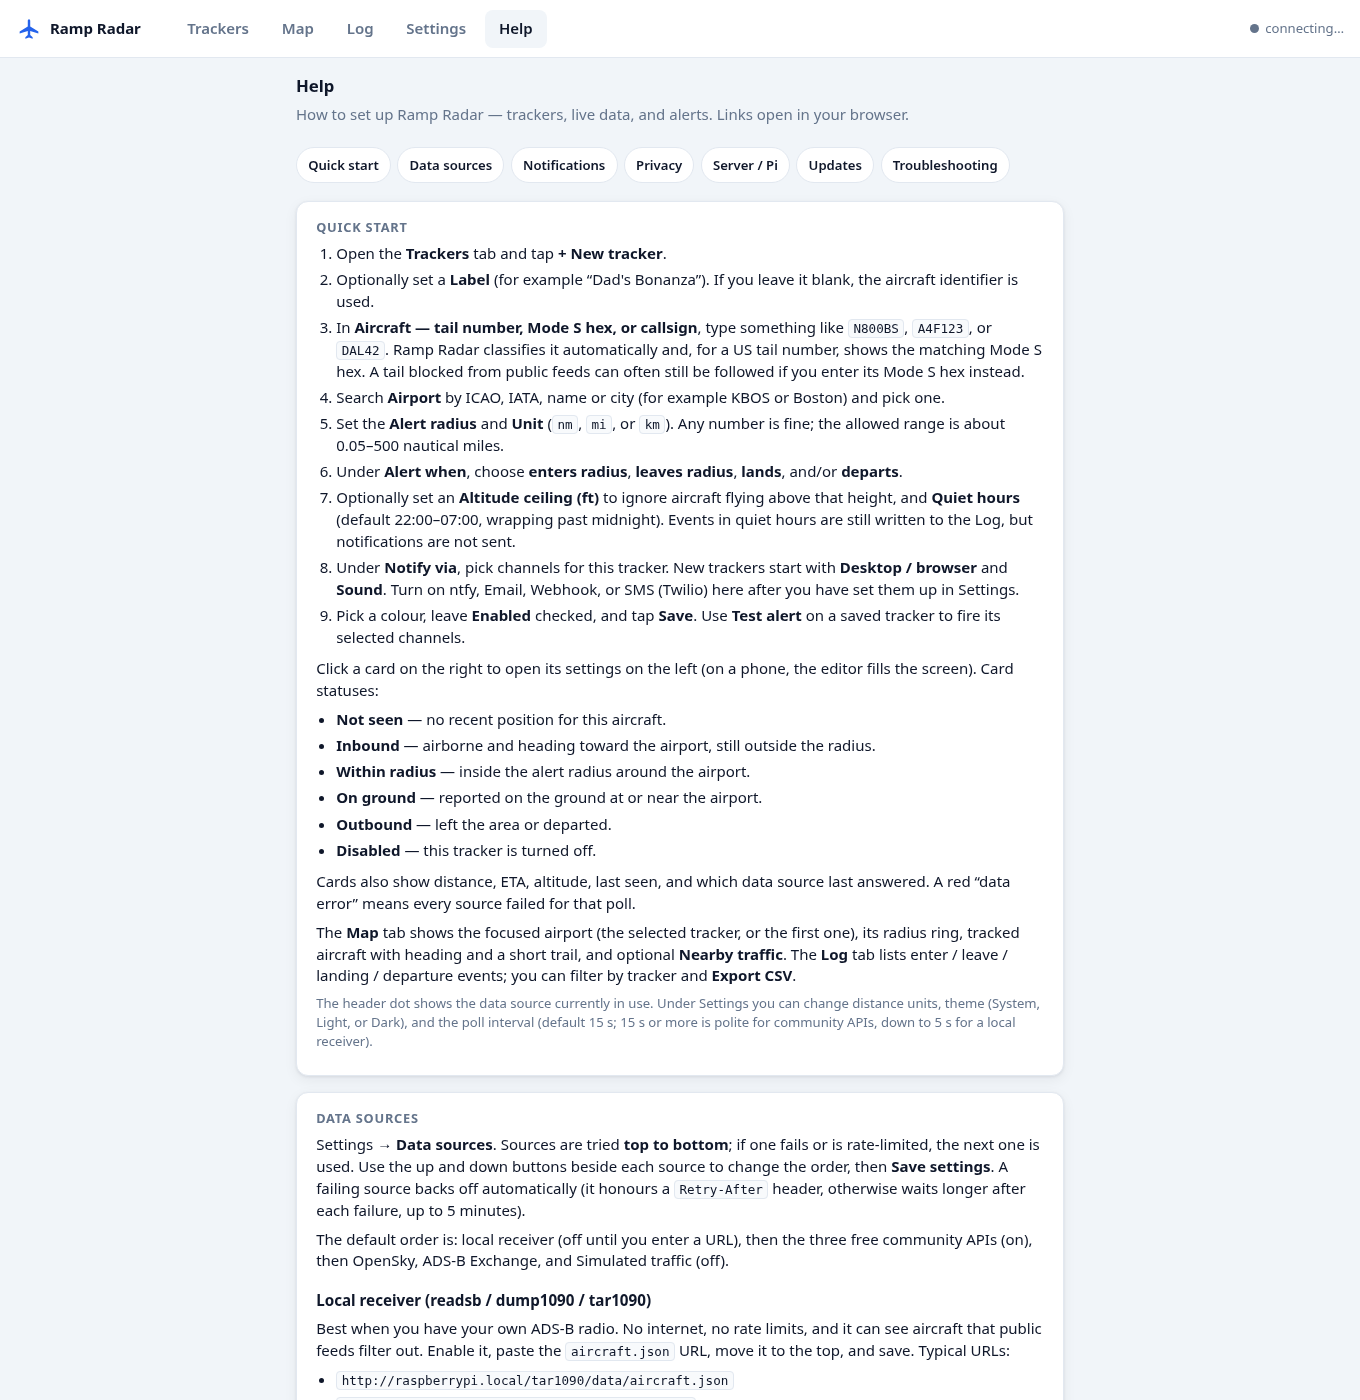 Ramp Radar
Trackers
Map
Log
Settings
Help
connecting…
Help
How to set up Ramp Radar — trackers, live data, and alerts. Links open in your browser.
Quick start
Data sources
Notifications
Privacy
Server / Pi
Updates
Troubleshooting
QUICK START
1. Open the Trackers tab and tap + New tracker.
2. Optionally set a Label (for example “Dad's Bonanza”). If you leave it blank, the aircraft identifier is
used.
3. In Aircraft — tail number, Mode S hex, or callsign, type something like N800BS, A4F123, or
DAL42. Ramp Radar classifies it automatically and, for a US tail number, shows the matching Mode S
hex. A tail blocked from public feeds can often still be followed if you enter its Mode S hex instead.
4. Search Airport by ICAO, IATA, name or city (for example KBOS or Boston) and pick one.
5. Set the Alert radius and Unit (nm, mi, or km). Any number is fine; the allowed range is about
0.05–500 nautical miles.
6. Under Alert when, choose enters radius, leaves radius, lands, and/or departs.
7. Optionally set an Altitude ceiling (ft) to ignore aircraft flying above that height, and Quiet hours
(default 22:00–07:00, wrapping past midnight). Events in quiet hours are still written to the Log, but
notifications are not sent.
8. Under Notify via, pick channels for this tracker. New trackers start with Desktop / browser and
Sound. Turn on ntfy, Email, Webhook, or SMS (Twilio) here after you have set them up in Settings.
9. Pick a colour, leave Enabled checked, and tap Save. Use Test alert on a saved tracker to fire its
selected channels.
Click a card on the right to open its settings on the left (on a phone, the editor fills the screen). Card
statuses:
• Not seen — no recent position for this aircraft.
• Inbound — airborne and heading toward the airport, still outside the radius.
• Within radius — inside the alert radius around the airport.
• On ground — reported on the ground at or near the airport.
• Outbound — left the area or departed.
• Disabled — this tracker is turned off.
Cards also show distance, ETA, altitude, last seen, and which data source last answered. A red “data
error” means every source failed for that poll.
The Map tab shows the focused airport (the selected tracker, or the first one), its radius ring, tracked
aircraft with heading and a short trail, and optional Nearby traffic. The Log tab lists enter / leave /
landing / departure events; you can filter by tracker and Export CSV.
The header dot shows the data source currently in use. Under Settings you can change distance units, theme (System,
Light, or Dark), and the poll interval (default 15 s; 15 s or more is polite for community APIs, down to 5 s for a local
receiver).
DATA SOURCES
Settings → Data sources. Sources are tried top to bottom; if one fails or is rate-limited, the next one is
used. Use the up and down buttons beside each source to change the order, then Save settings. A
failing source backs off automatically (it honours a Retry-After header, otherwise waits longer after
each failure, up to 5 minutes).
The default order is: local receiver (off until you enter a URL), then the three free community APIs (on),
then OpenSky, ADS-B Exchange, and Simulated traffic (off).
Local receiver (readsb / dump1090 / tar1090)
Best when you have your own ADS-B radio. No internet, no rate limits, and it can see aircraft that public
feeds filter out. Enable it, paste the aircraft.json URL, move it to the top, and save. Typical URLs:
• http://raspberrypi.local/tar1090/data/aircraft.json